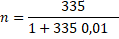 n = 335 / 1 + 335 0,01